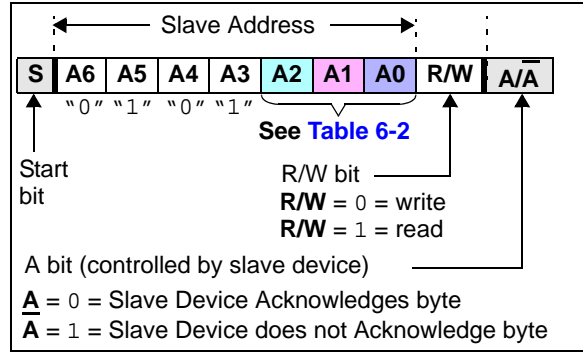 Slave Address
S A6 A5 A4 A3 A2 A1 A0 R/W A/A̅
“0” “1” “0” “1”
See Table 6-2
Start
bit
R/W bit
R/W = 0 = write
R/W = 1 = read
A bit (controlled by slave device)
A = 0 = Slave Device Acknowledges byte
A̅ = 1 = Slave Device does not Acknowledge byte